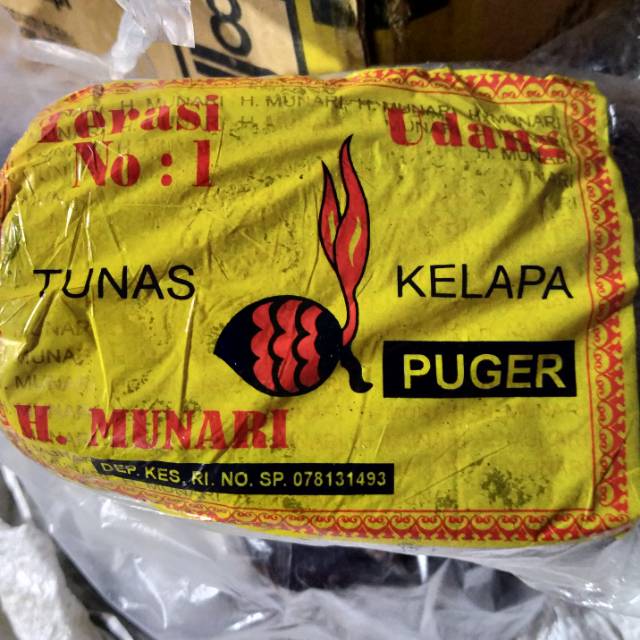 Terasi Udang
No : 1
TUNAS KELAPA
PUGER
H. MUNARI
DEP. KES. RI. NO. SP. 078131493